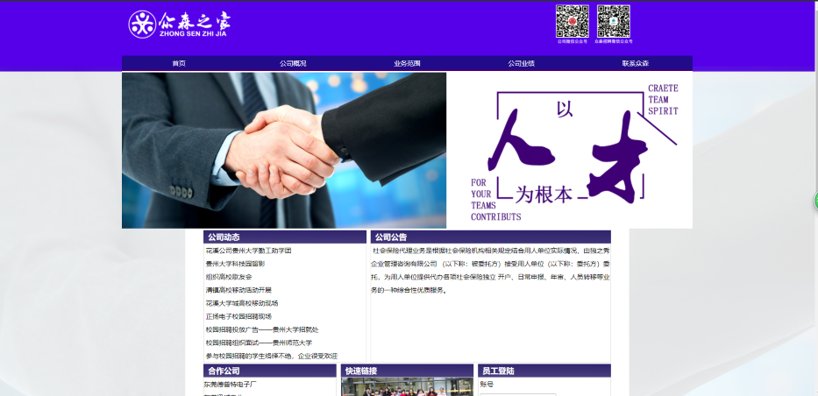 众森之家
ZHONG SEN ZHI JIA
公司微信公众号
众森招聘微信公众号
首页
公司概况
业务范围
公司业绩
联系众森
CRAETE
TEAM
SPIRIT
以
人才
为根本
FOR
YOUR
TEAMS
CONTRIBUTS
公司动态
花溪公司贵州大学勤工助学团
贵州大学科技园留影
组织高校联发会
清镇高校移动活动开展
花溪大学城高校移动现场
正扬电子校园招聘现场
校园招聘投放广告——贵州大学招就处
校园招聘组织面试——贵州师范大学
参与校园招聘的学生络绎不绝，企业很受欢迎
公司公告
社会保险代理业务是根据社会保险机构相关规定结合用人单位实际情况，由独之秀
企业管理咨询有限公司 （以下称：被委托方）接受用人单位（以下称：委托方）委
托，为用人单位提供代办各项社会保险独立 开户、日常申报、年审、人员转移等业
务的一种综合性优质服务。
合作公司
东莞德普特电子厂
快速链接
员工登陆
账号